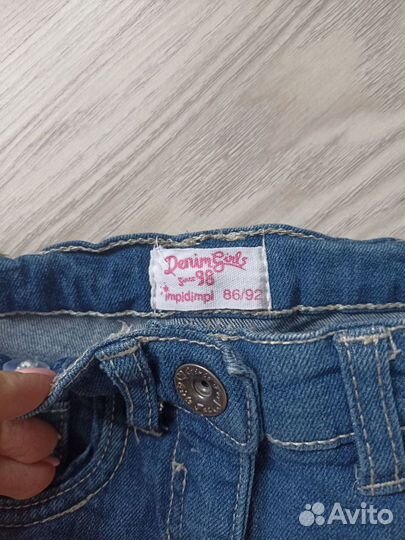 Denim Girls
Since 98
impidimpi 86/92
Avito